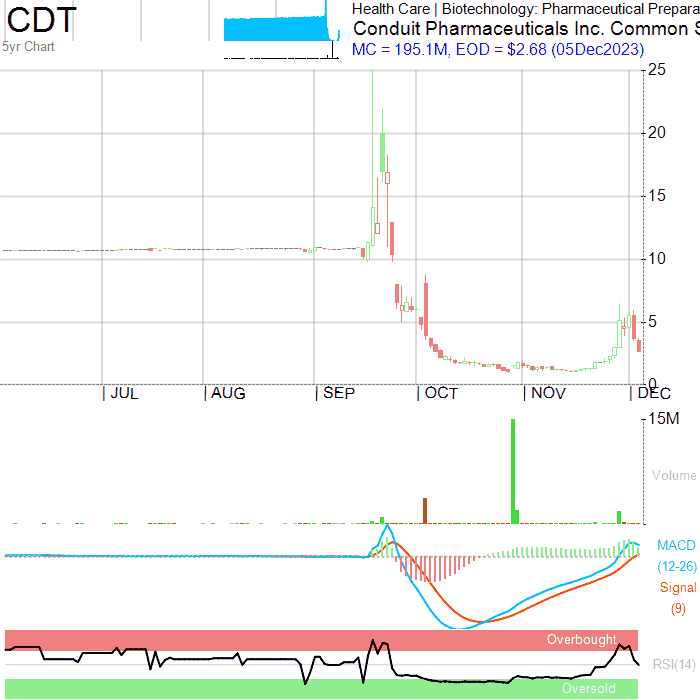 CDT
5yr Chart
Health Care | Biotechnology: Pharmaceutical Prepara
Conduit Pharmaceuticals Inc. Common S
MC = 195.1M, EOD = $2.68 (05Dec2023)
25
20
15
10
5
0
JUL
AUG
SEP
OCT
NOV
DEC
15M
Volume
MACD
(12-26)
Signal
(9)
Overbought
RSI(14)
Oversold